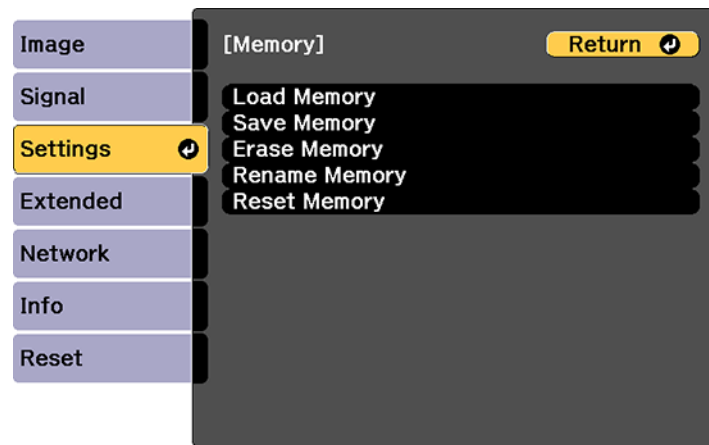 Image
Signal
Settings
Extended
Network
Info
Reset
[Memory]
Return
Load Memory
Save Memory
Erase Memory
Rename Memory
Reset Memory